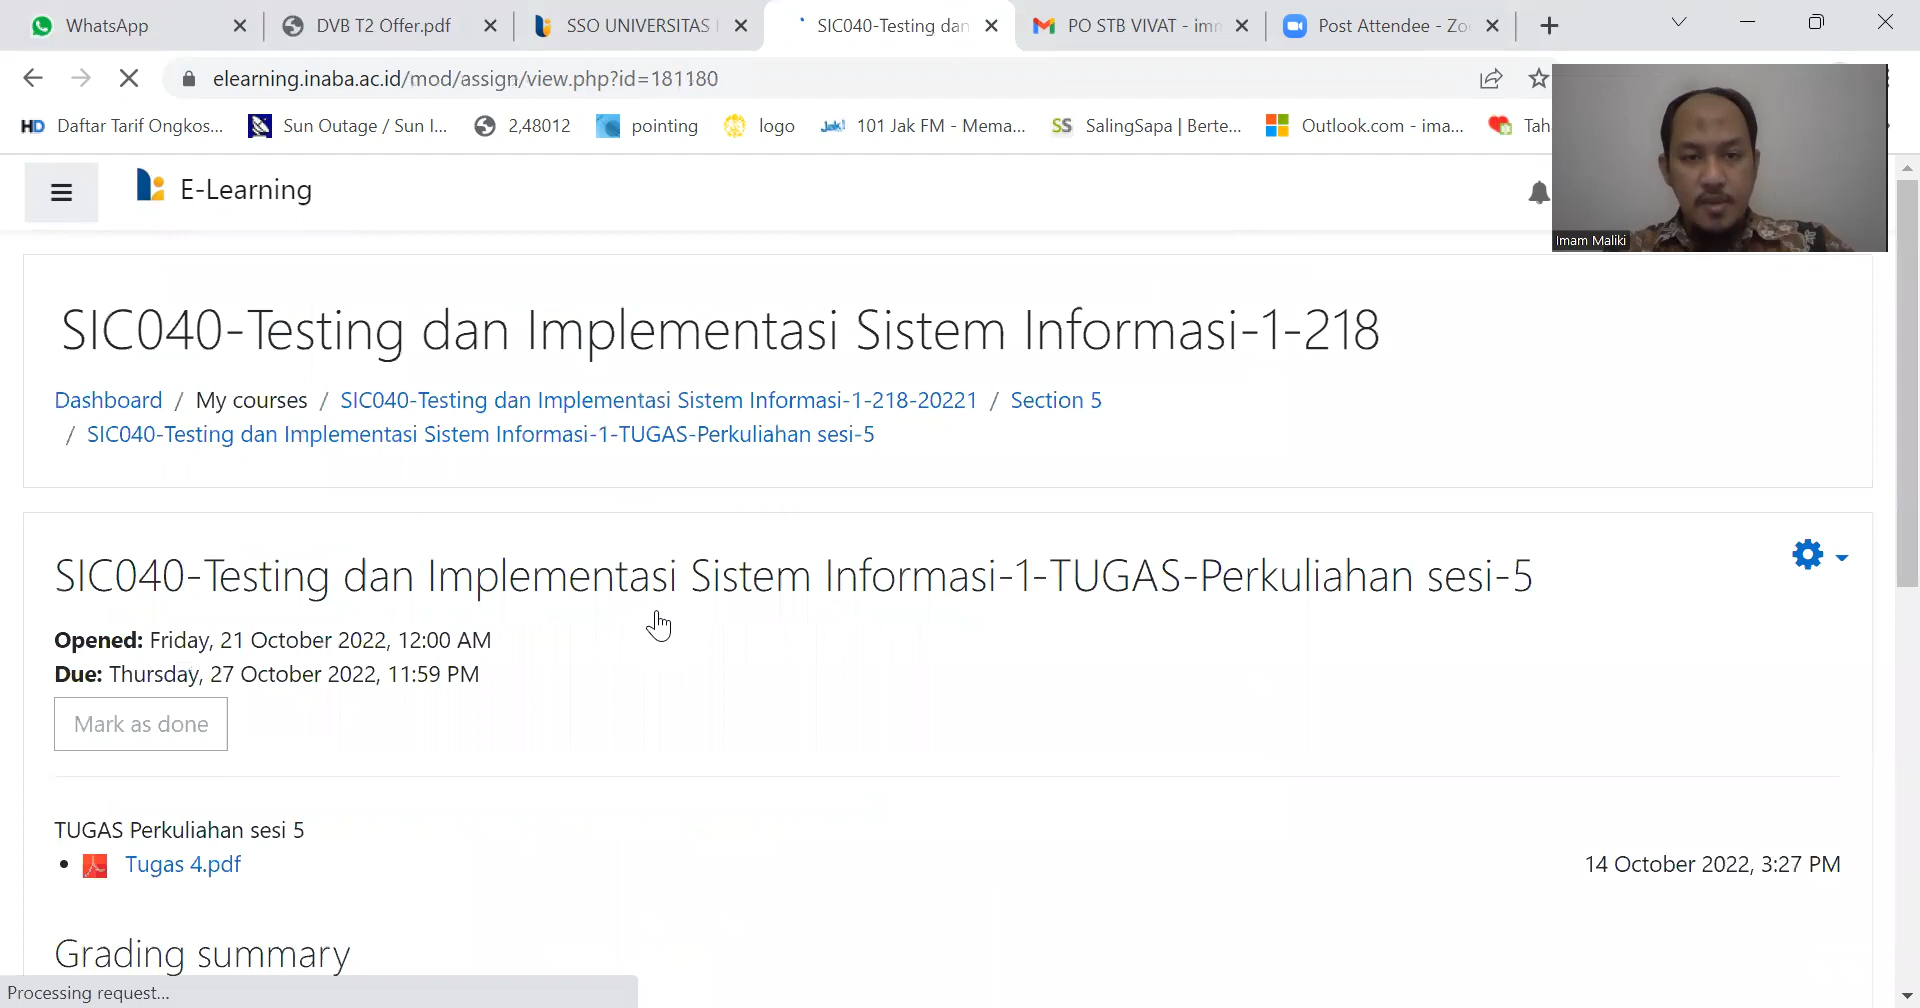 WhatsApp
DVB T2 Offer.pdf
SSO UNIVERSITAS
SIC040-Testing dan
PO STB VIVAT - imn
Post Attendee - Zo
elearning.inaba.ac.id/mod/assign/view.php?id=181180
HD Daftar Tarif Ongkos...
Sun Outage / Sun I...
2,48012
pointing
logo
Jak! 101 Jak FM - Mema...
SS SalingSapa | Berte...
Outlook.com - ima...
Tah
E-Learning
Imam Maliki
SIC040-Testing dan Implementasi Sistem Informasi-1-218
Dashboard / My courses / SIC040-Testing dan Implementasi Sistem Informasi-1-218-20221 / Section 5
/ SIC040-Testing dan Implementasi Sistem Informasi-1-TUGAS-Perkuliahan sesi-5
SIC040-Testing dan Implementasi Sistem Informasi-1-TUGAS-Perkuliahan sesi-5
Opened: Friday, 21 October 2022, 12:00 AM
Due: Thursday, 27 October 2022, 11:59 PM
Mark as done
TUGAS Perkuliahan sesi 5
• Tugas 4.pdf 14 October 2022, 3:27 PM
Grading summary
Processing request...